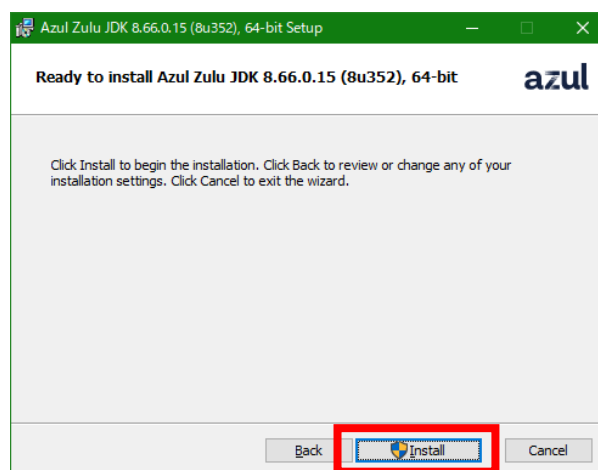 Azul Zulu JDK 8.66.0.15 (8u352), 64-bit Setup
Ready to install Azul Zulu JDK 8.66.0.15 (8u352), 64-bit
azul
Click Install to begin the installation. Click Back to review or change any of your
installation settings. Click Cancel to exit the wizard.
Back Install Cancel